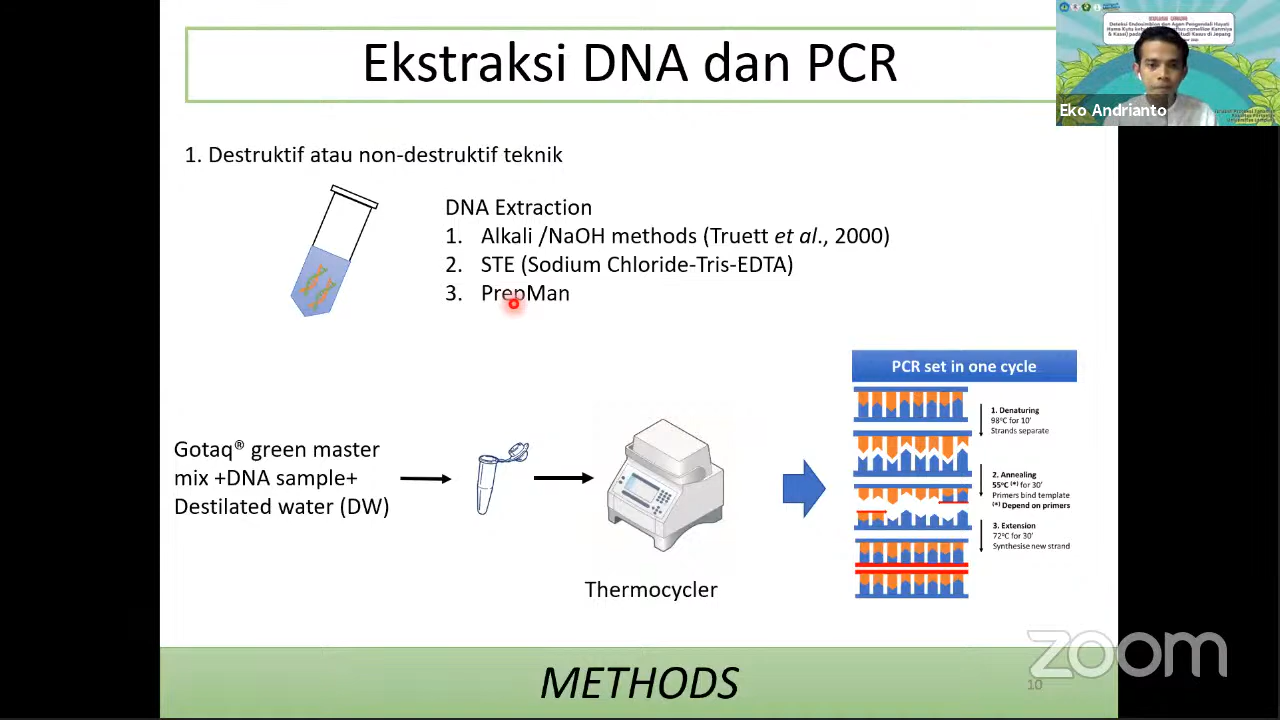 Ekstraksi DNA dan PCR
KULIAH UMUM
Eko Andrianto
1. Destruktif atau non-destruktif teknik
DNA Extraction
1. Alkali /NaOH methods (Truett et al., 2000)
2. STE (Sodium Chloride-Tris-EDTA)
3. PrepMan
Gotaq® green master
mix +DNA sample+
Destilated water (DW)
Thermocycler
PCR set in one cycle
1. Denaturing
98°C for 10'
Strands separate
2. Annealing
55°C (*) for 30'
Primers bind template
(*) Depend on primers
3. Extension
72°C for 30'
Synthesise new strand
zoom
10
METHODS